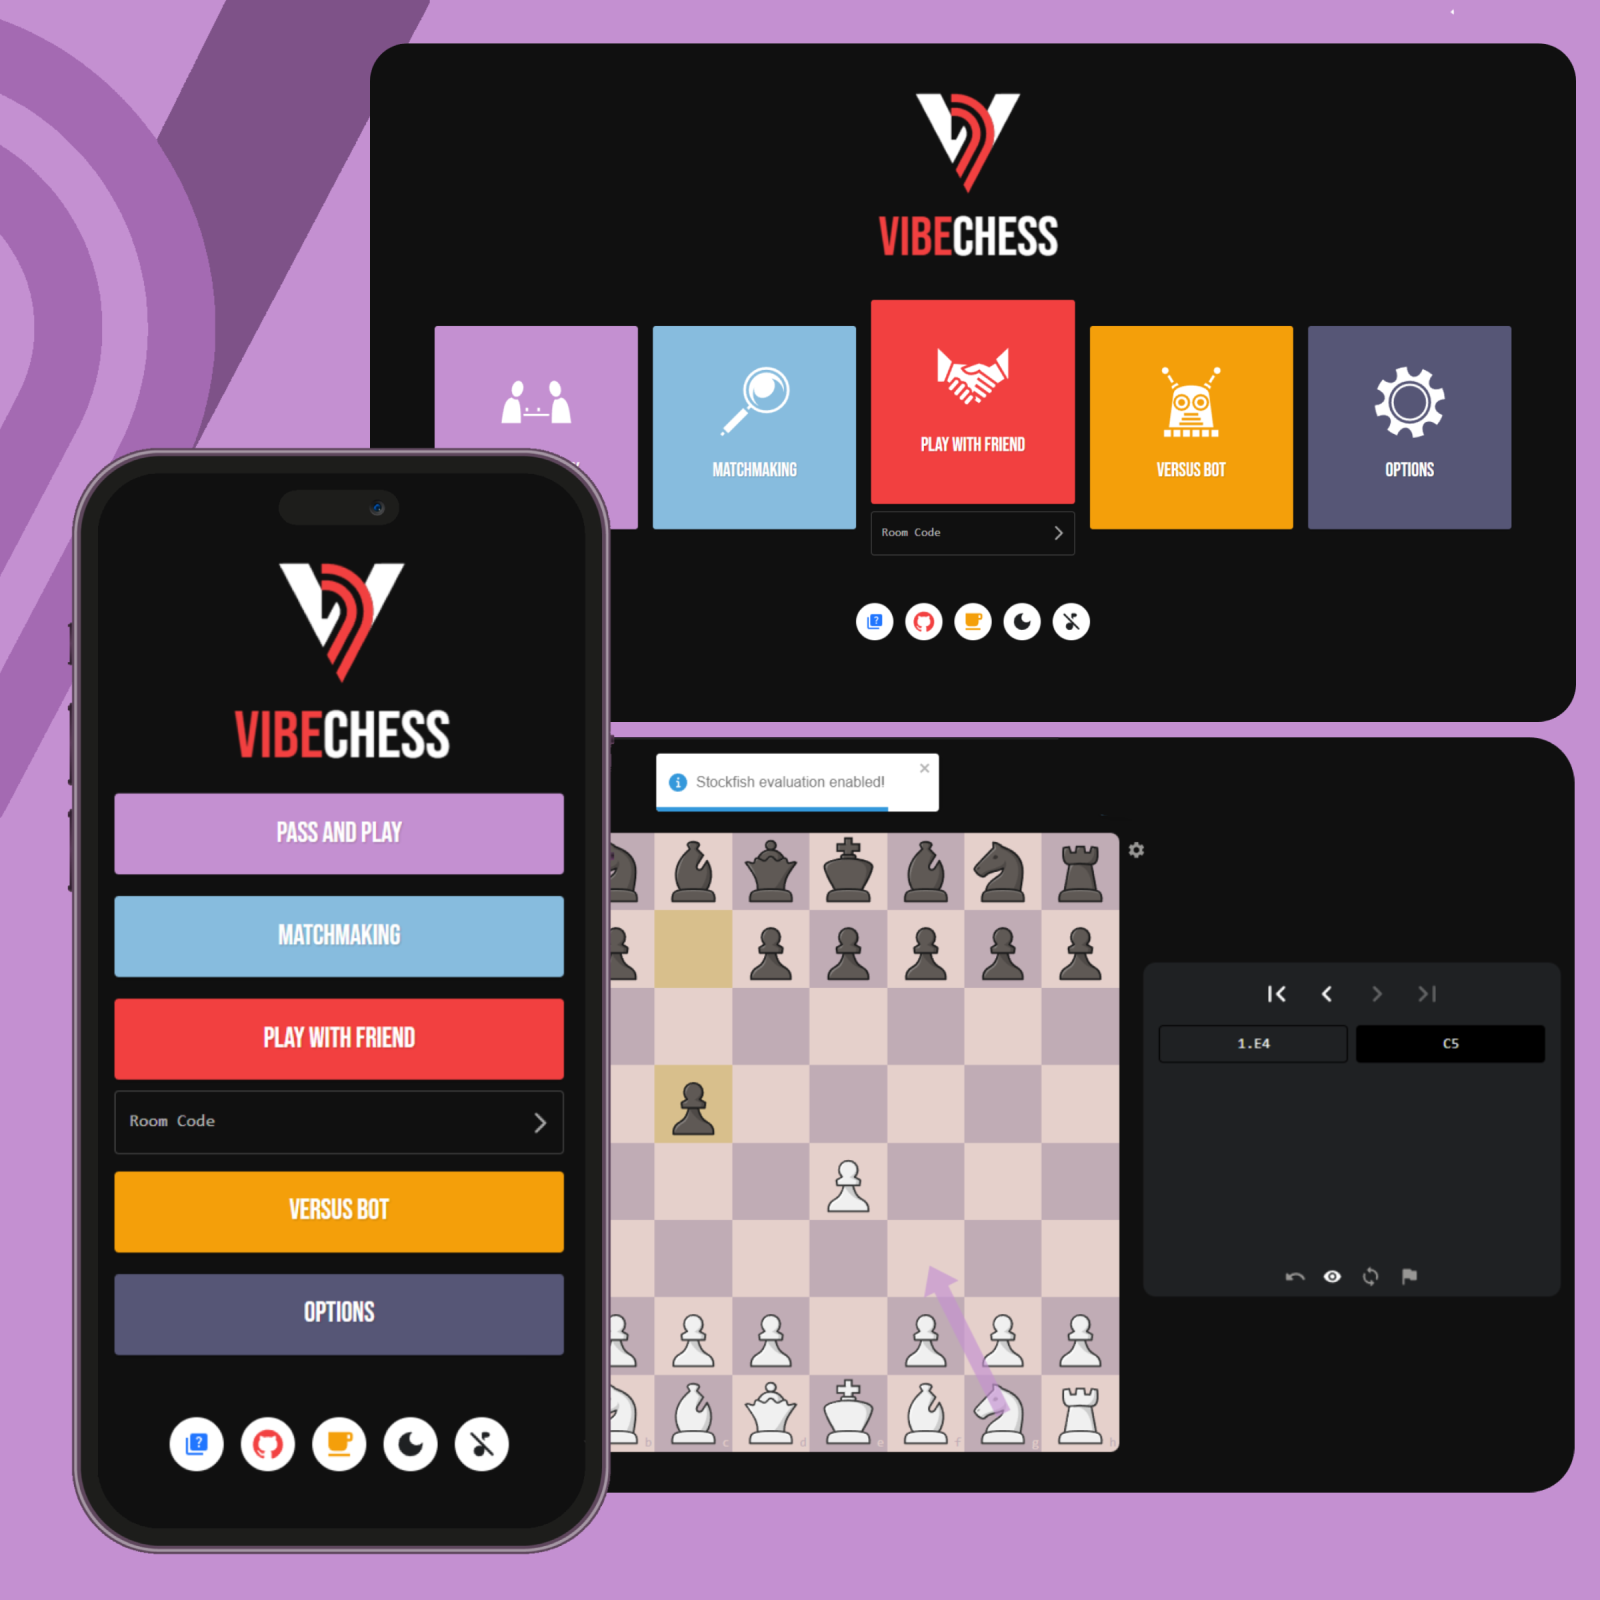 VIBECHESS
MATCHMAKING
PLAY WITH FRIEND
VERSUS BOT
OPTIONS
Room Code
VIBECHESS
PASS AND PLAY
MATCHMAKING
PLAY WITH FRIEND
Room Code
VERSUS BOT
OPTIONS
Stockfish evaluation enabled!
1.E4
C5
b
c
d
e
f
g
h